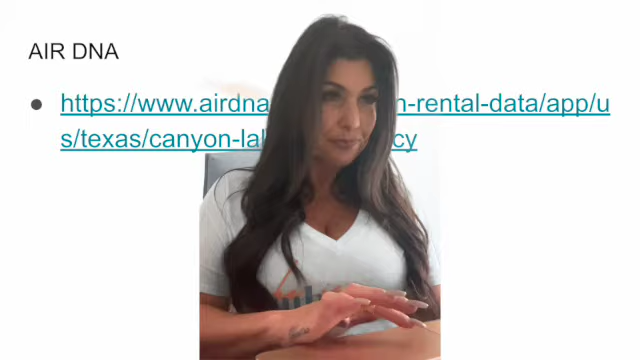 AIR DNA
https://www.airdna n-rental-data/app/u
s/texas/canyon-la cy